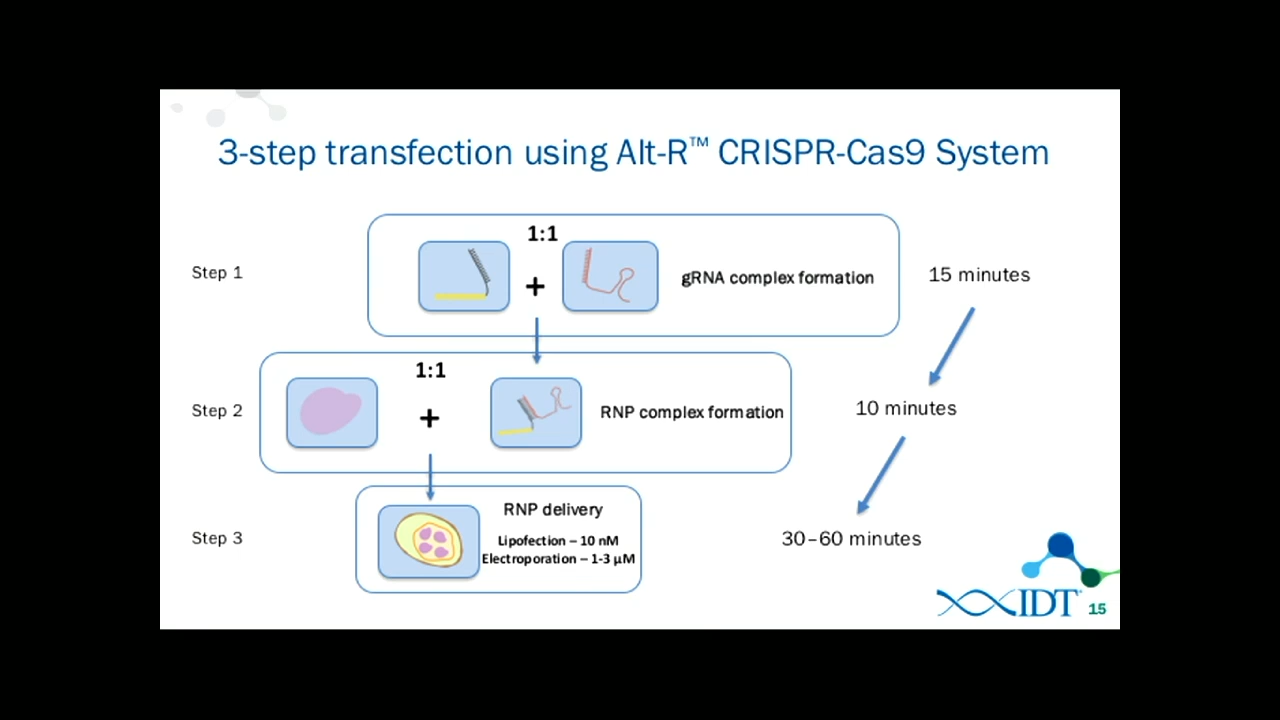 3-step transfection using Alt-R™ CRISPR-Cas9 System
1:1
Step 1
+
gRNA complex formation
15 minutes
1:1
Step 2
+
RNP complex formation
10 minutes
RNP delivery
Step 3
Lipofection – 10 nM
Electroporation – 1-3 µM
30–60 minutes
IDT
15